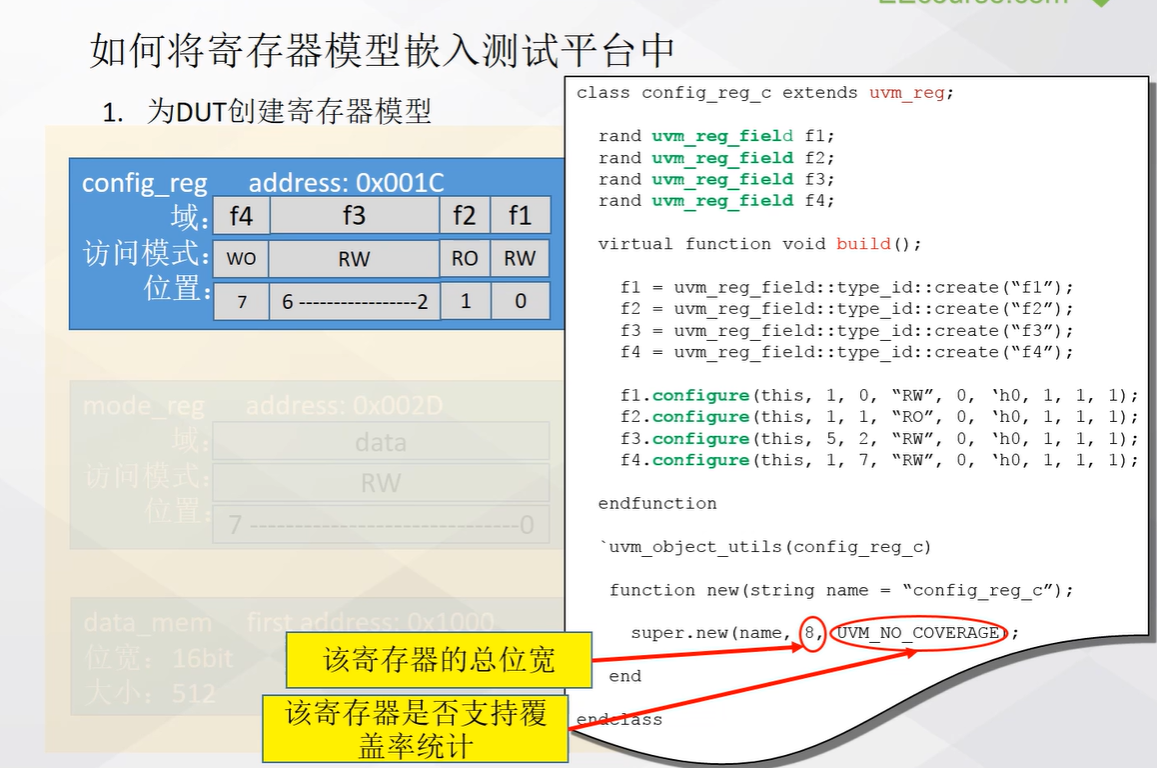 如何将寄存器模型嵌入测试平台中
1. 为DUT创建寄存器模型
config_reg address: 0x001C
域: f4 f3 f2 f1
访问模式: WO RW RO RW
位置: 7 6 -----------------2 1 0
mode_reg address: 0x002D
域: data
访问模式: RW
位置: 7 ------------------------------0
data_mem first address: 0x1000
位宽: 16bit
大小: 512
该寄存器的总位宽
该寄存器是否支持覆
盖率统计
class config_reg_c extends uvm_reg;
rand uvm_reg_field f1;
rand uvm_reg_field f2;
rand uvm_reg_field f3;
rand uvm_reg_field f4;
virtual function void build();
f1 = uvm_reg_field::type_id::create(“f1”);
f2 = uvm_reg_field::type_id::create(“f2”);
f3 = uvm_reg_field::type_id::create(“f3”);
f4 = uvm_reg_field::type_id::create(“f4”);
f1.configure(this, 1, 0, “RW”, 0, ‘h0, 1, 1, 1);
f2.configure(this, 1, 1, “RO”, 0, ‘h0, 1, 1, 1);
f3.configure(this, 5, 2, “RW”, 0, ‘h0, 1, 1, 1);
f4.configure(this, 1, 7, “RW”, 0, ‘h0, 1, 1, 1);
endfunction
`uvm_object_utils(config_reg_c)
function new(string name = “config_reg_c”);
super.new(name, 8, UVM_NO_COVERAGE);
end
endclass